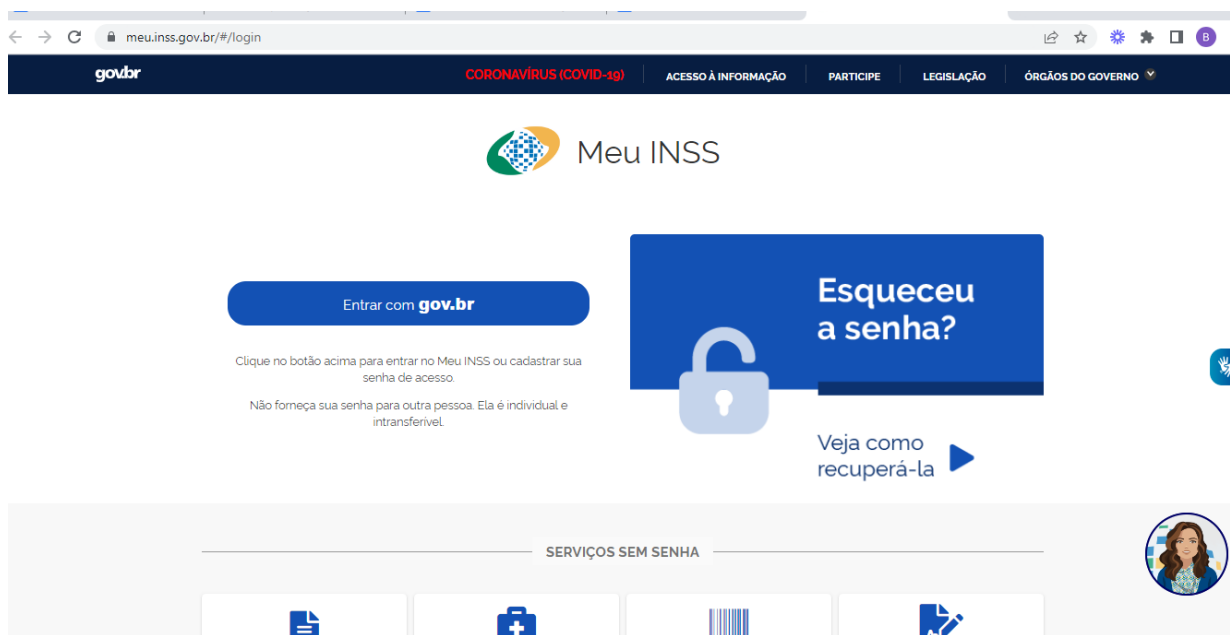 meu.inss.gov.br/#/login
B
gov.br
CORONAVÍRUS (COVID-19)
ACESSO À INFORMAÇÃO
PARTICIPE
LEGISLAÇÃO
ÓRGÃOS DO GOVERNO
Meu INSS
Entrar com gov.br
Clique no botão acima para entrar no Meu INSS ou cadastrar sua
senha de acesso.
Não forneça sua senha para outra pessoa. Ela é individual e
intransferível.
Esqueceu
a senha?
Veja como
recuperá-la
SERVIÇOS SEM SENHA